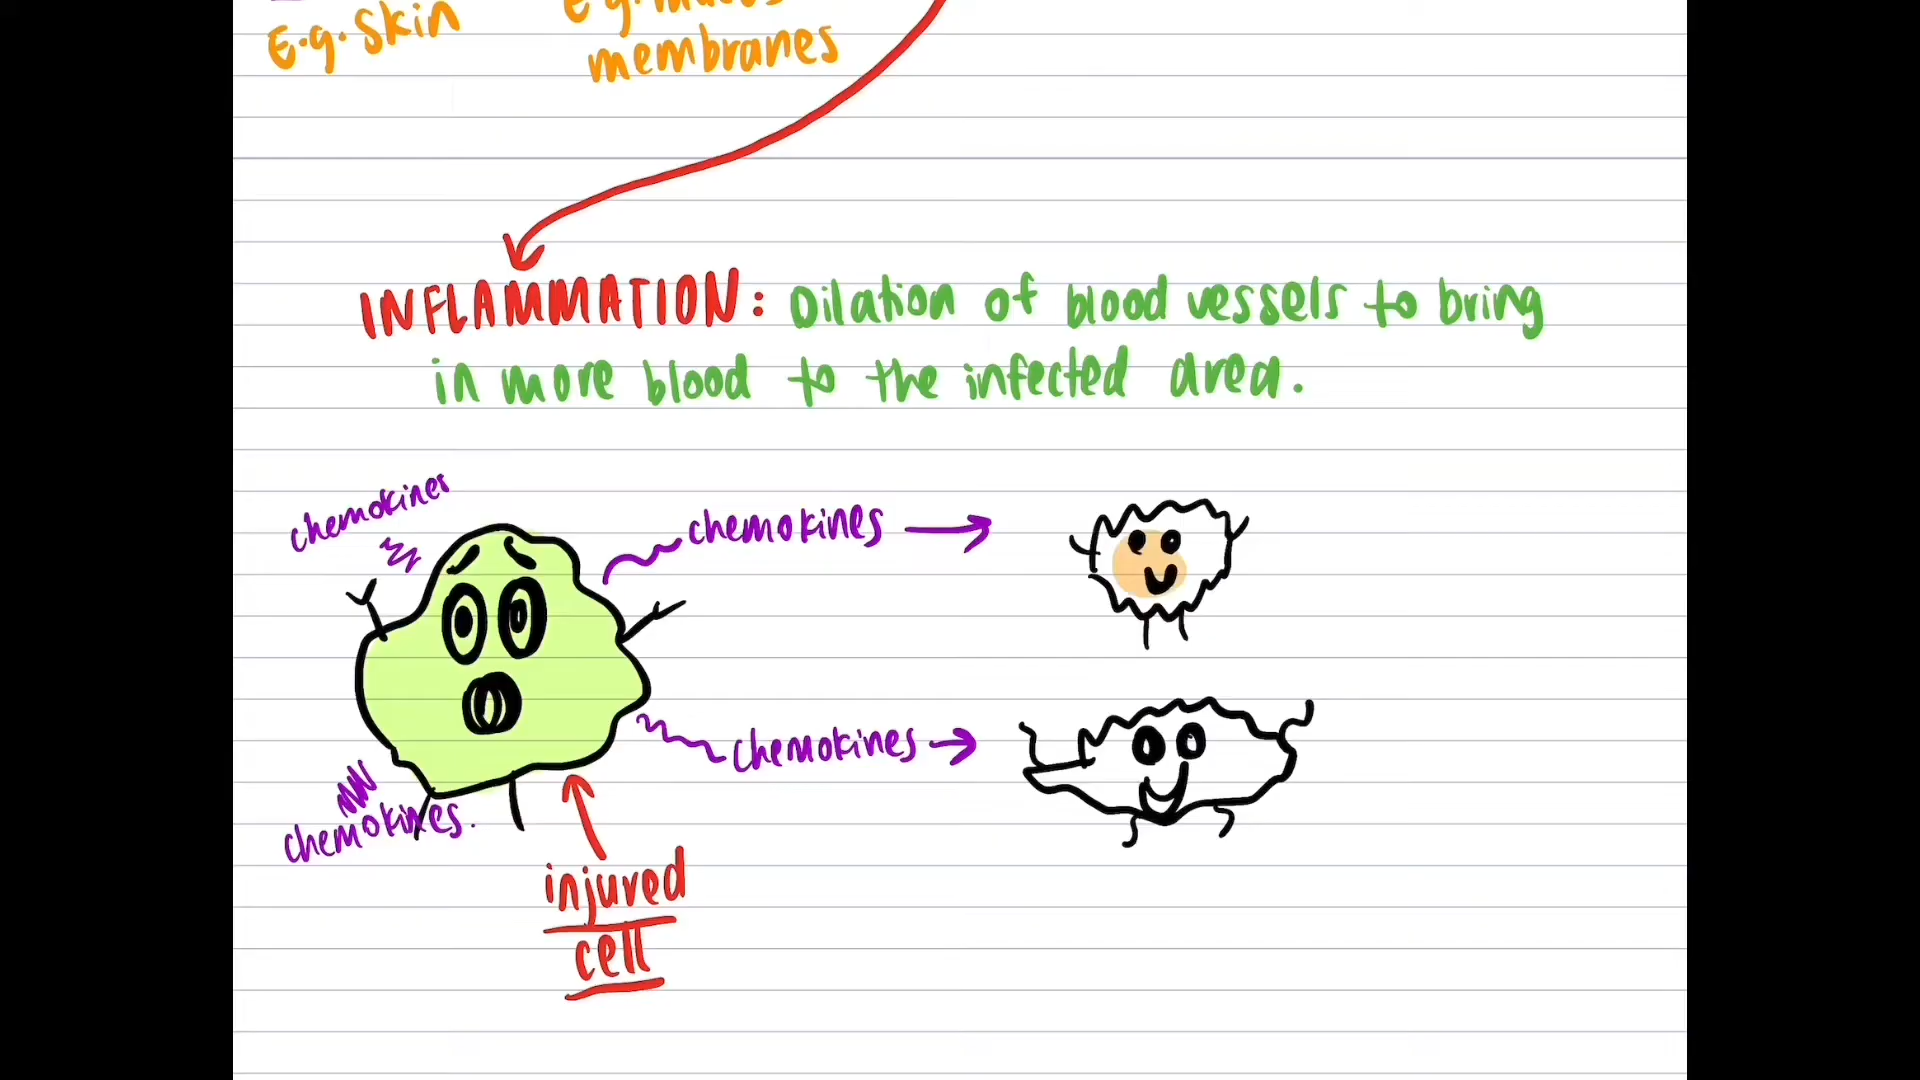 E.g. Skin
e.g. mucus
membranes
INFLAMMATION: Dilation of blood vessels to bring
in more blood to the infected area.
chemokines
chemokines
chemokines
chemokines.
injured
cell